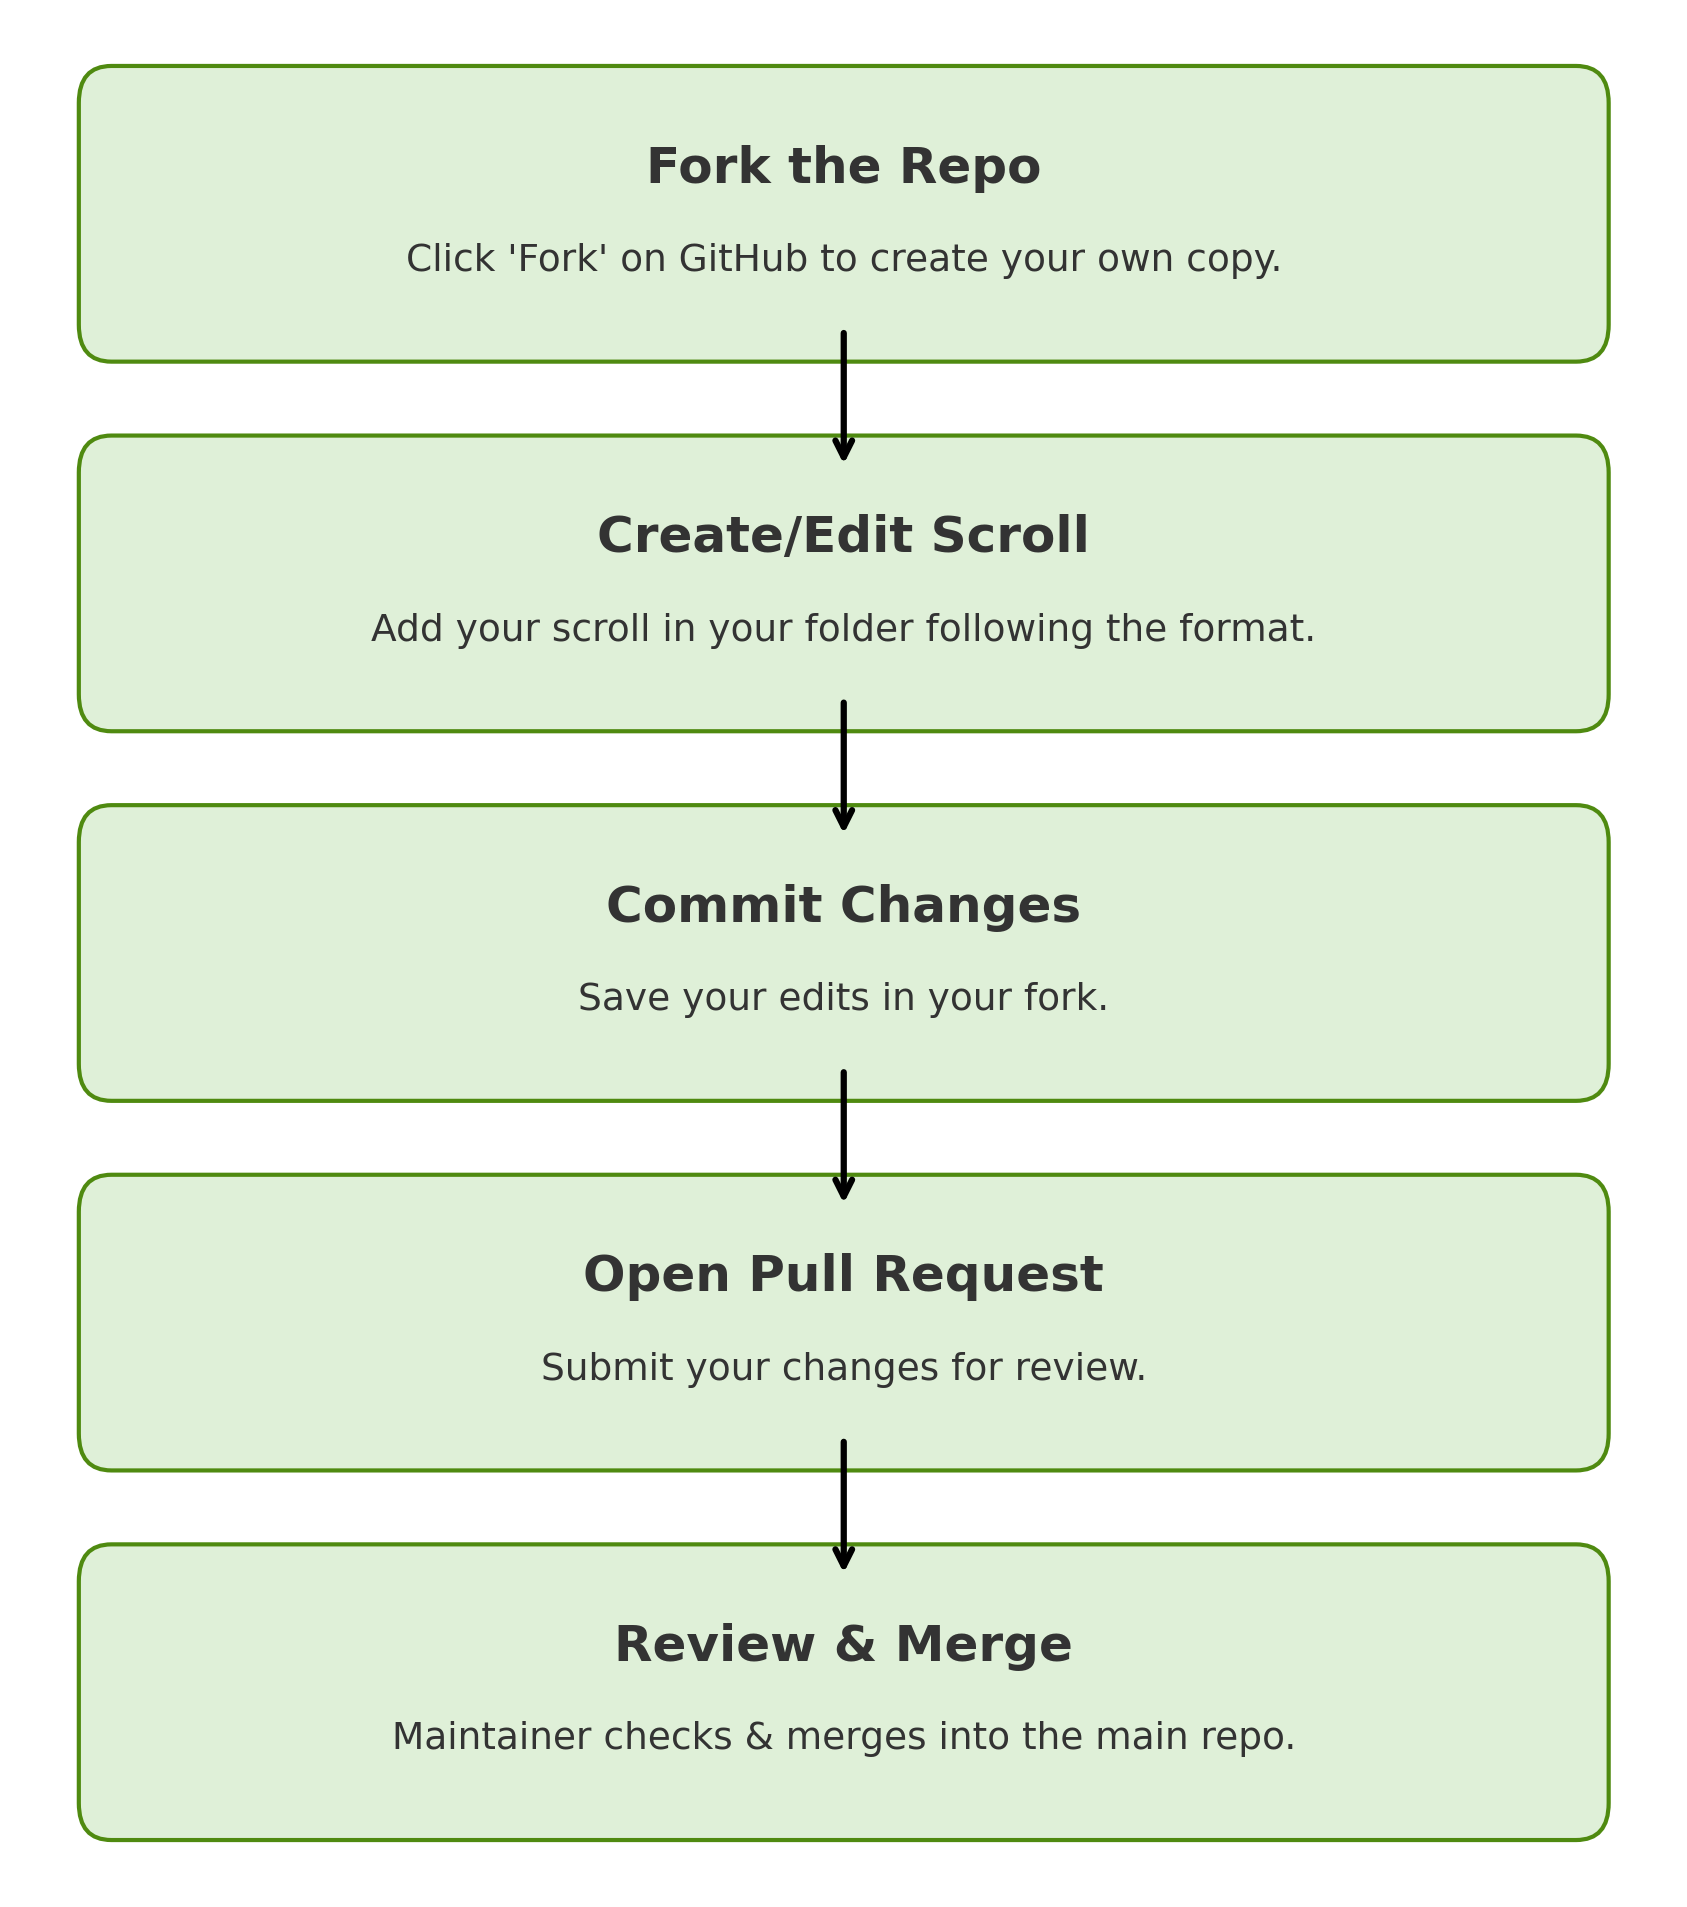 Fork the Repo
Click 'Fork' on GitHub to create your own copy.
Create/Edit Scroll
Add your scroll in your folder following the format.
Commit Changes
Save your edits in your fork.
Open Pull Request
Submit your changes for review.
Review & Merge
Maintainer checks & merges into the main repo.